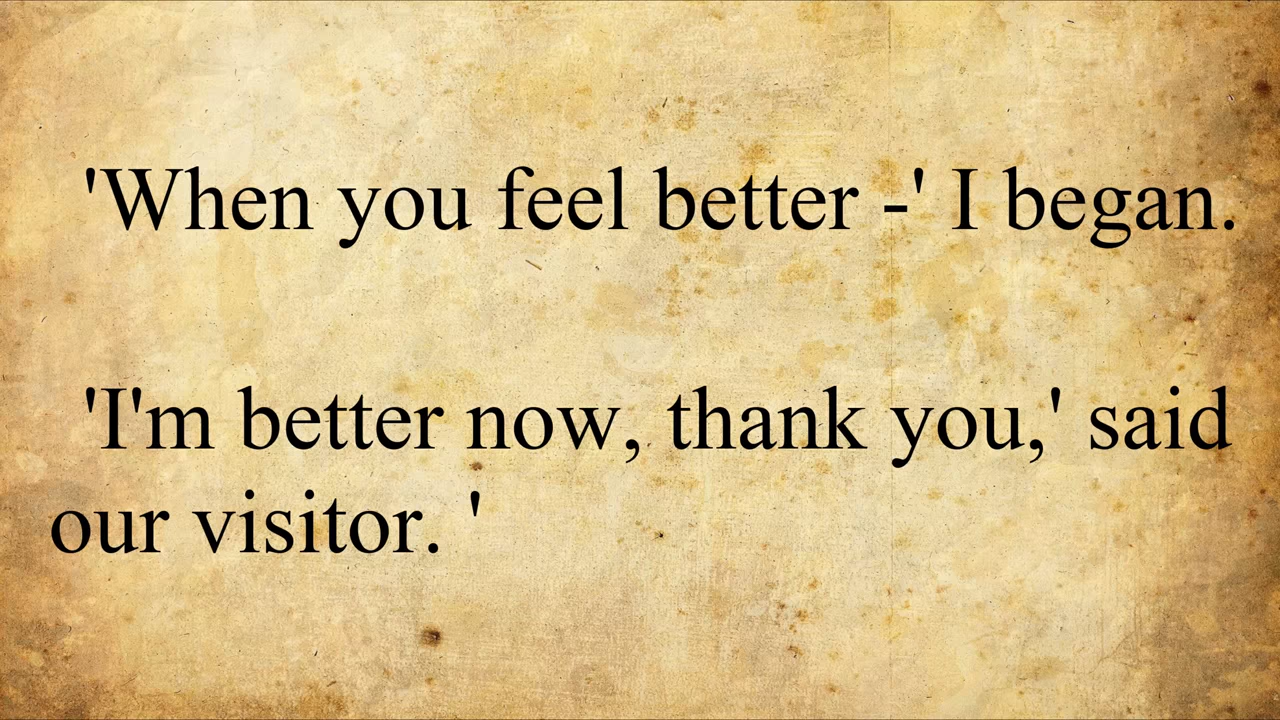 'When you feel better -' I began.
'I'm better now, thank you,' said
our visitor. '